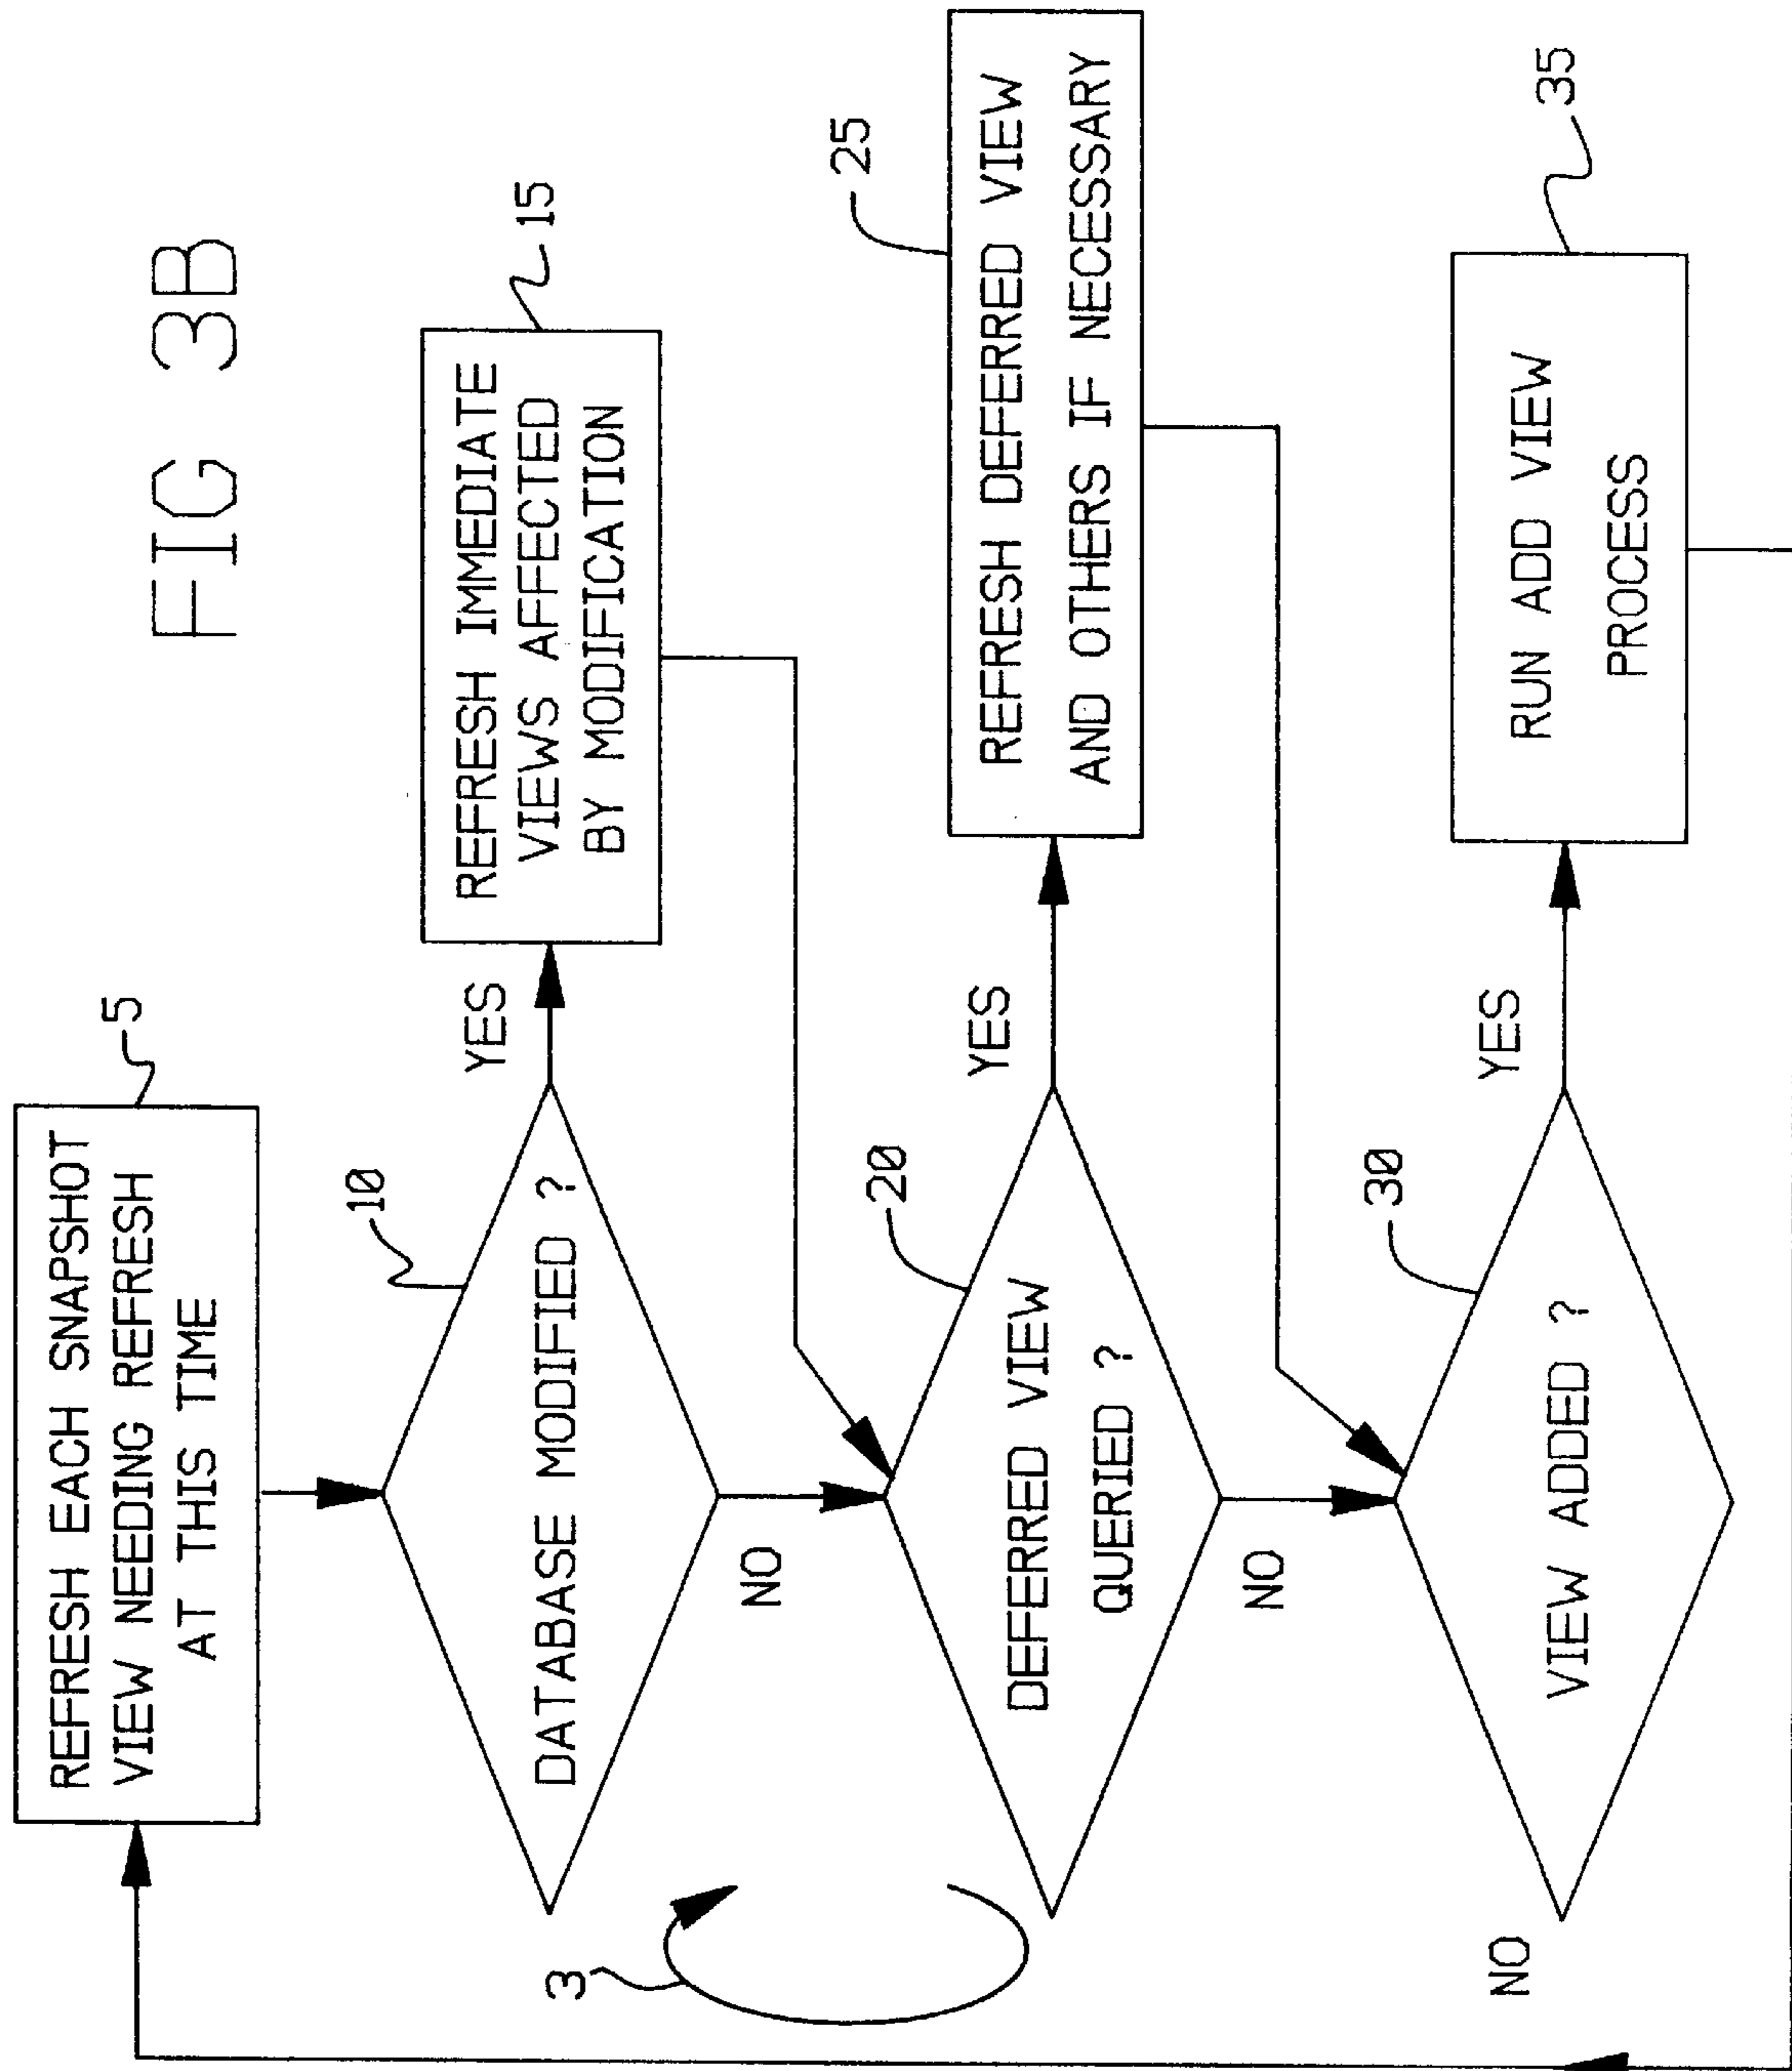 FIG 3B
REFRESH EACH SNAPSHOT
VIEW NEEDING REFRESH
AT THIS TIME
5
DATABASE MODIFIED ?
10
YES
REFRESH IMMEDIATE
VIEWS AFFECTED
BY MODIFICATION
15
NO
3
DEFERRED VIEW
QUERIED ?
20
YES
REFRESH DEFERRED VIEW
AND OTHERS IF NECESSARY
25
NO
VIEW ADDED ?
30
YES
RUN ADD VIEW
PROCESS
35
NO